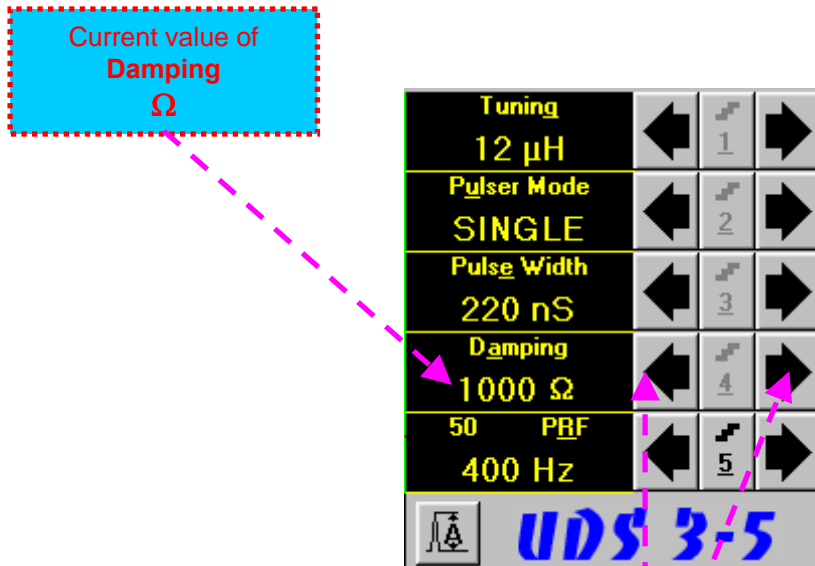 Current value of
Damping
Ω
Tuning
12 µH
1
Pulser Mode
SINGLE
2
Pulse Width
220 nS
3
Damping
1000 Ω
4
50 PRF
400 Hz
5
UDS 3-5